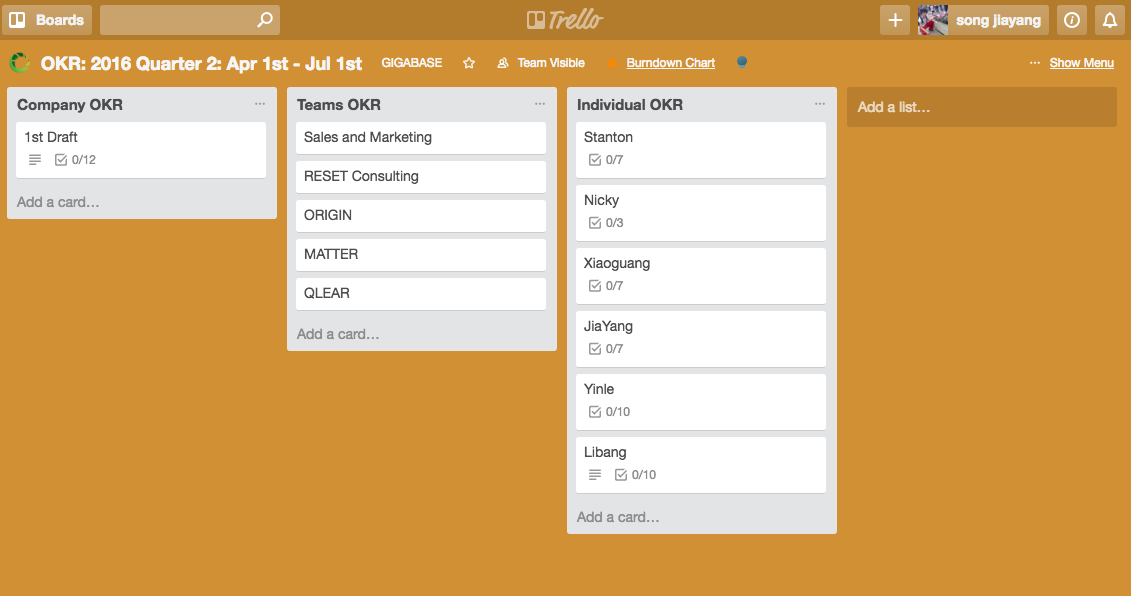 Boards
Trello
song jiayang
OKR: 2016 Quarter 2: Apr 1st - Jul 1st GIGABASE Team Visible Burndown Chart ... Show Menu
Company OKR ...
1st Draft
0/12
Add a card…
Teams OKR ...
Sales and Marketing
RESET Consulting
ORIGIN
MATTER
QLEAR
Add a card…
Individual OKR ...
Stanton
0/7
Nicky
0/3
Xiaoguang
0/7
JiaYang
0/7
Yinle
0/10
Libang
0/10
Add a card…
Add a list…